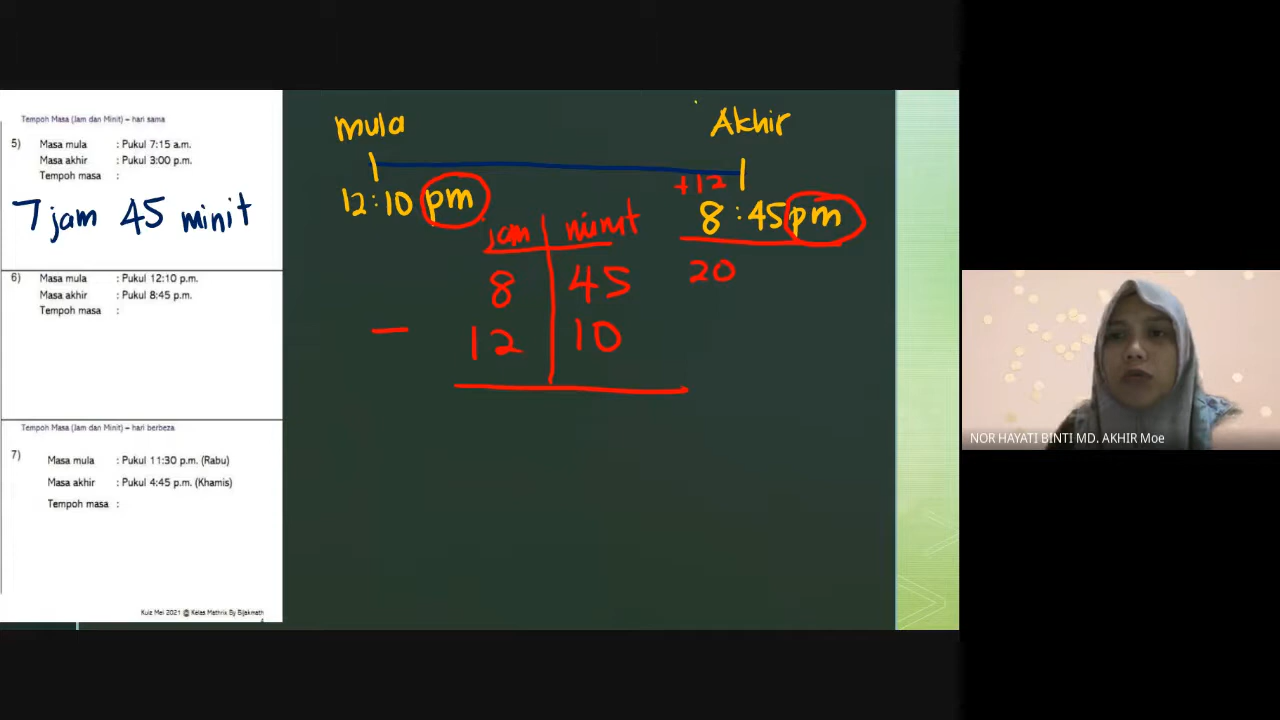 Tempoh Masa (Jam dan Minit) – hari sama
5) Masa mula : Pukul 7:15 a.m.
Masa akhir : Pukul 3:00 p.m.
Tempoh masa :
7 jam 45 minit
6) Masa mula : Pukul 12:10 p.m.
Masa akhir : Pukul 8:45 p.m.
Tempoh masa :
Tempoh Masa (Jam dan Minit) – hari berbeza
7) Masa mula : Pukul 11:30 p.m. (Rabu)
Masa akhir : Pukul 4:45 p.m. (Khamis)
Tempoh masa :
Kuiz Mei 2021 @ Kelas Mathrix By Sijakmath
4
mula Akhir
+12
12:10 pm 8:45 pm
jam minit
8 45 20
– 12 10
NOR HAYATI BINTI MD. AKHIR Moe